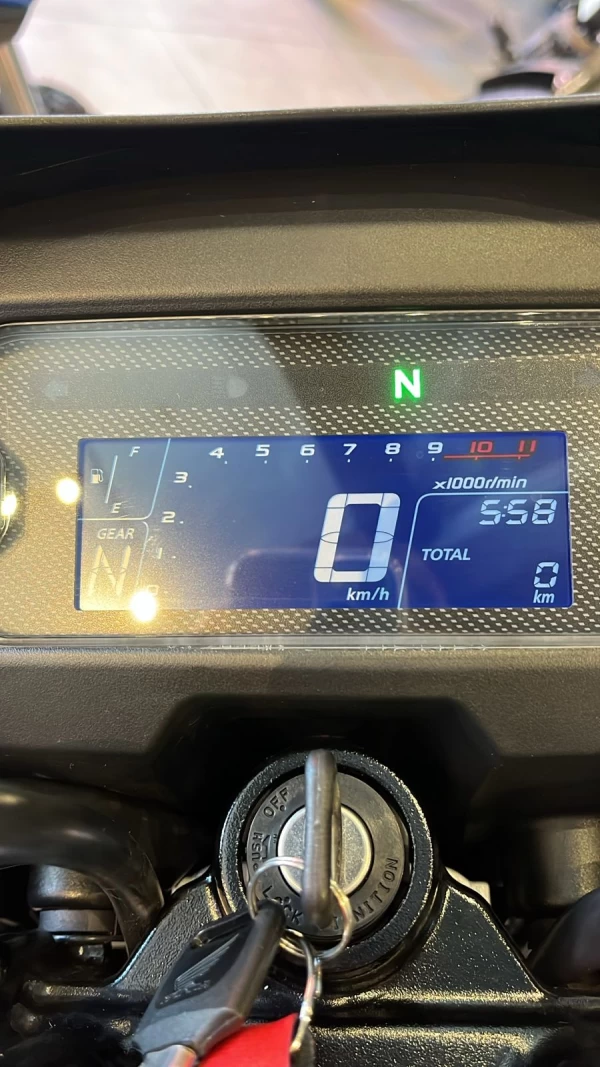 N
F
4 5 6 7 8 9 10 11
3
x1000r/min
E
2
5:58
GEAR
0
TOTAL
N
1
0
km/h
km
OFF
PUSH
IGNITION
LOCK